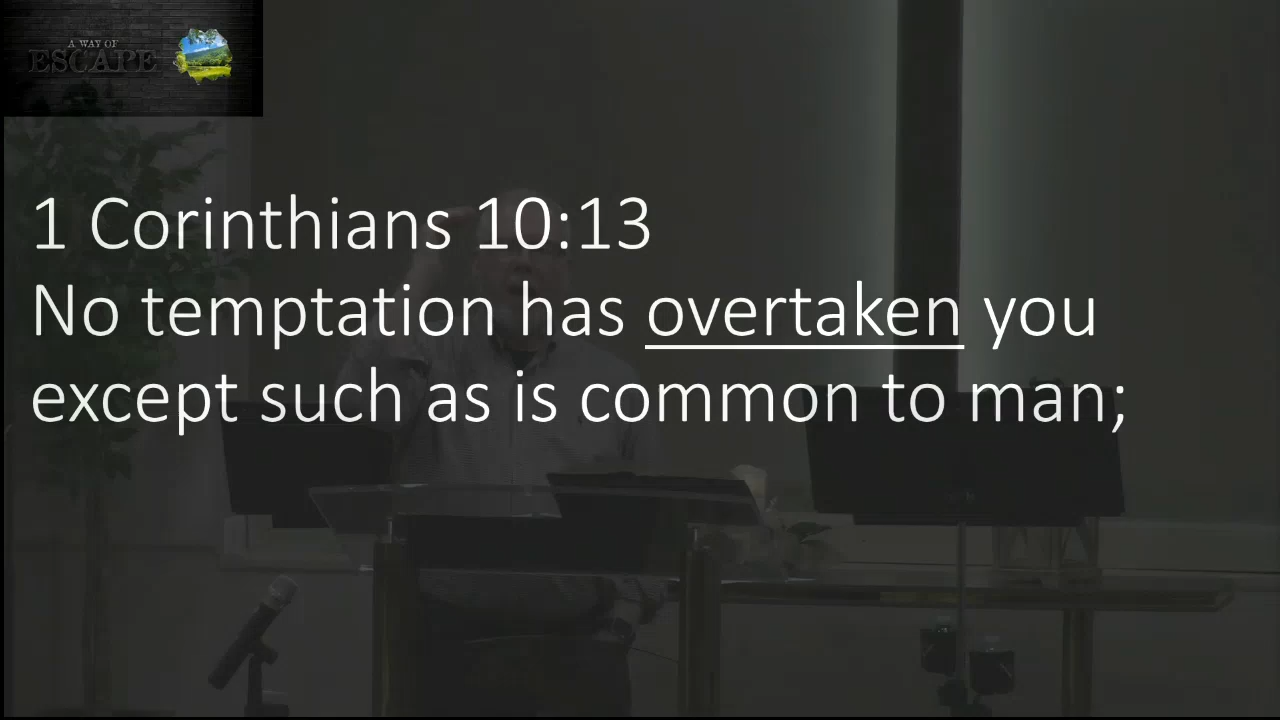 A WAY OF
ESCAPE
1 Corinthians 10:13
No temptation has overtaken you
except such as is common to man;